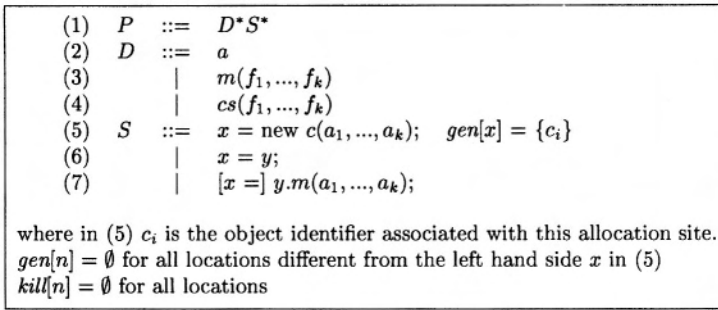 (1) P ::= D*S*
(2) D ::= a
(3) | m(f₁, ..., fₖ)
(4) | cs(f₁, ..., fₖ)
(5) S ::= x = new c(a₁, ..., aₖ); gen[x] = {cᵢ}
(6) | x = y;
(7) | [x =] y.m(a₁, ..., aₖ);
where in (5) cᵢ is the object identifier associated with this allocation site.
gen[n] = ∅ for all locations different from the left hand side x in (5)
kill[n] = ∅ for all locations